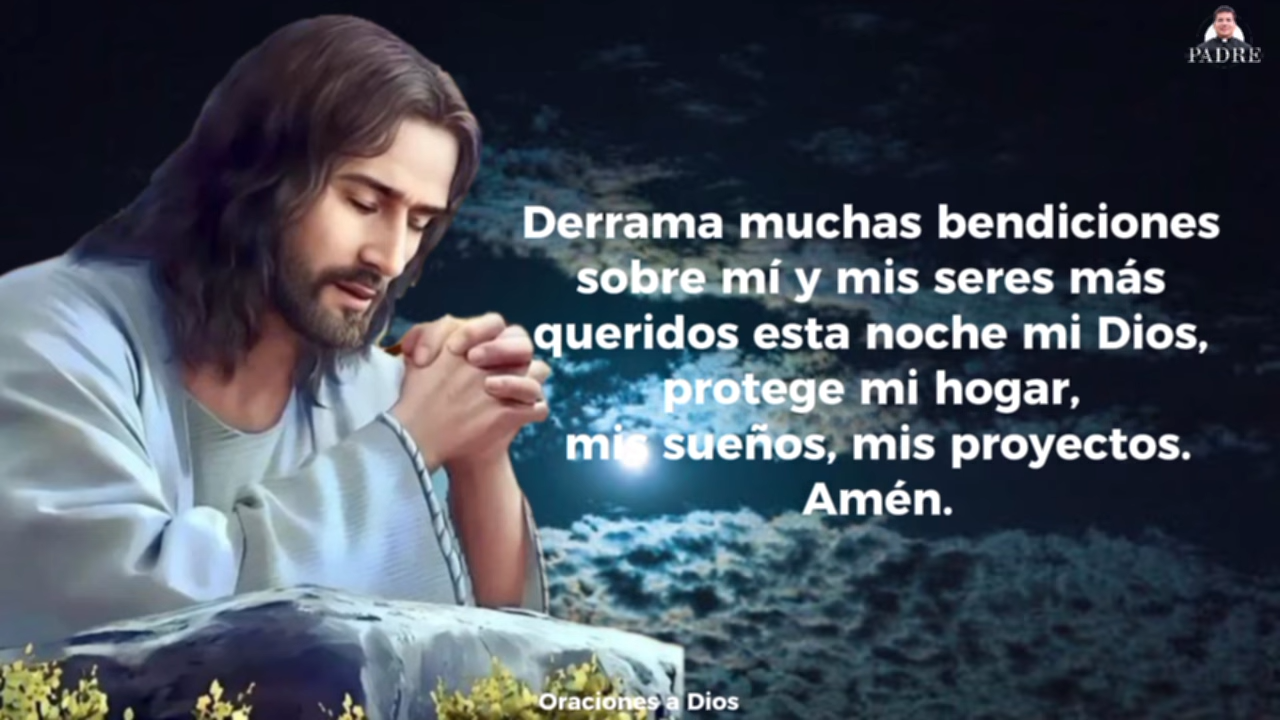 PADRE
Derrama muchas bendiciones
sobre mí y mis seres más
queridos esta noche mi Dios,
protege mi hogar,
mis sueños, mis proyectos.
Amén.
Oraciones a Dios